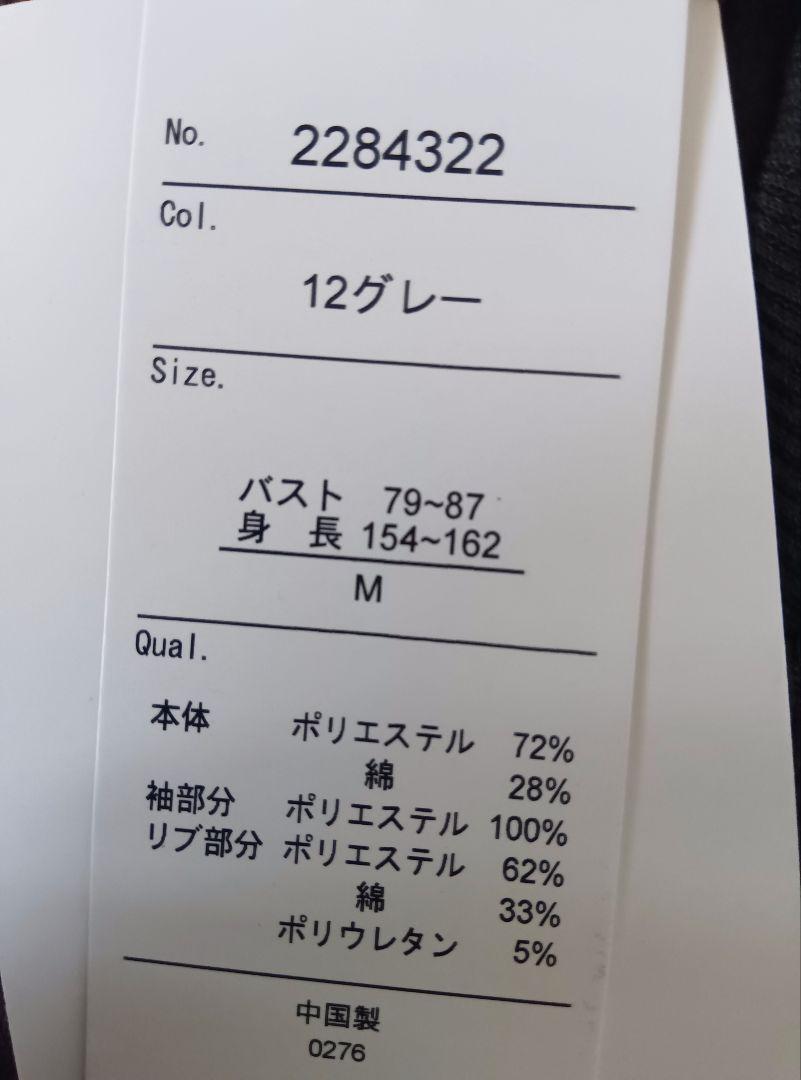 No. 2284322
Col.
12グレー
Size.
バスト 79~87
身 長 154~162
M
Qual.
本体 ポリエステル 72%
綿 28%
袖部分 ポリエステル 100%
リブ部分 ポリエステル 62%
綿 33%
ポリウレタン 5%
中国製
0276